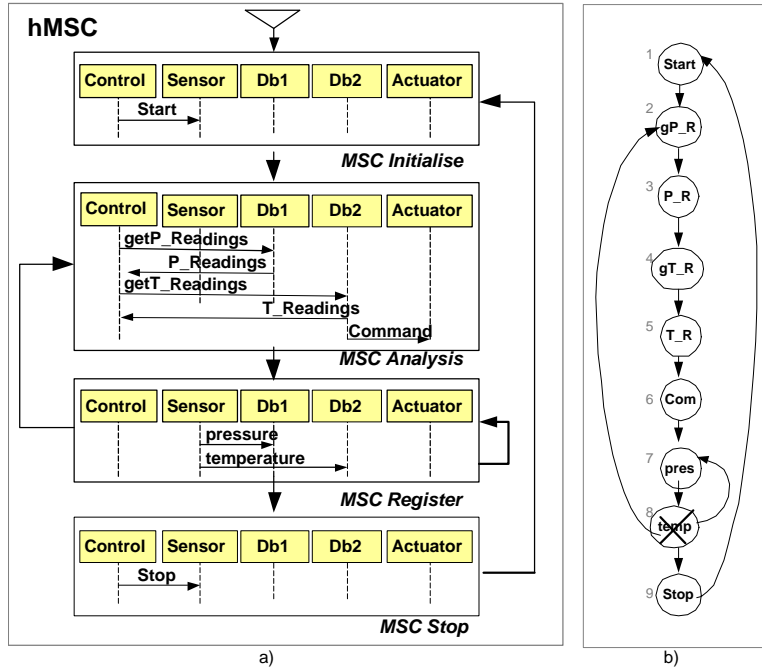 hMSC
Control Sensor Db1 Db2 Actuator
Start
MSC Initialise
Control Sensor Db1 Db2 Actuator
getP_Readings
P_Readings
getT_Readings
T_Readings
Command
MSC Analysis
Control Sensor Db1 Db2 Actuator
pressure
temperature
MSC Register
Control Sensor Db1 Db2 Actuator
Stop
MSC Stop
a)
1 Start
2 gP_R
3 P_R
4 gT_R
5 T_R
6 Com
7 pres
8 temp
9 Stop
b)